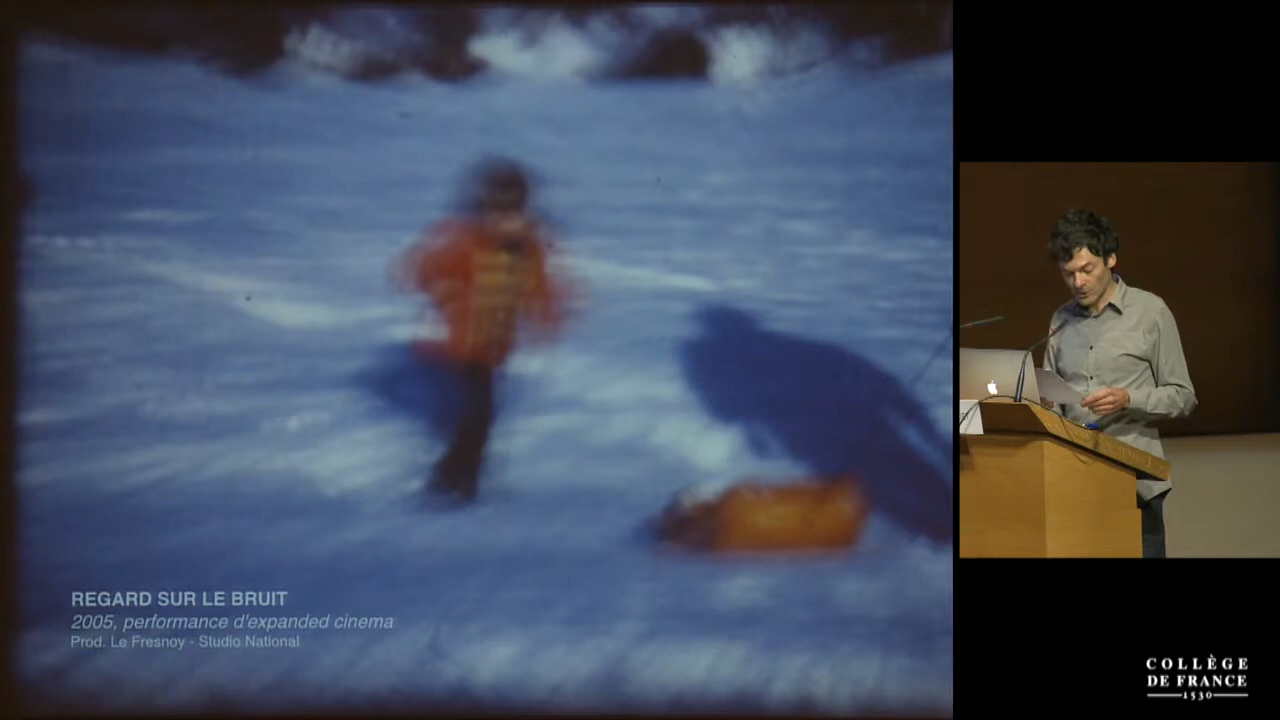 REGARD SUR LE BRUIT
2005, performance d'expanded cinema
Prod. Le Fresnoy - Studio National
COLLÈGE
DE FRANCE
1530